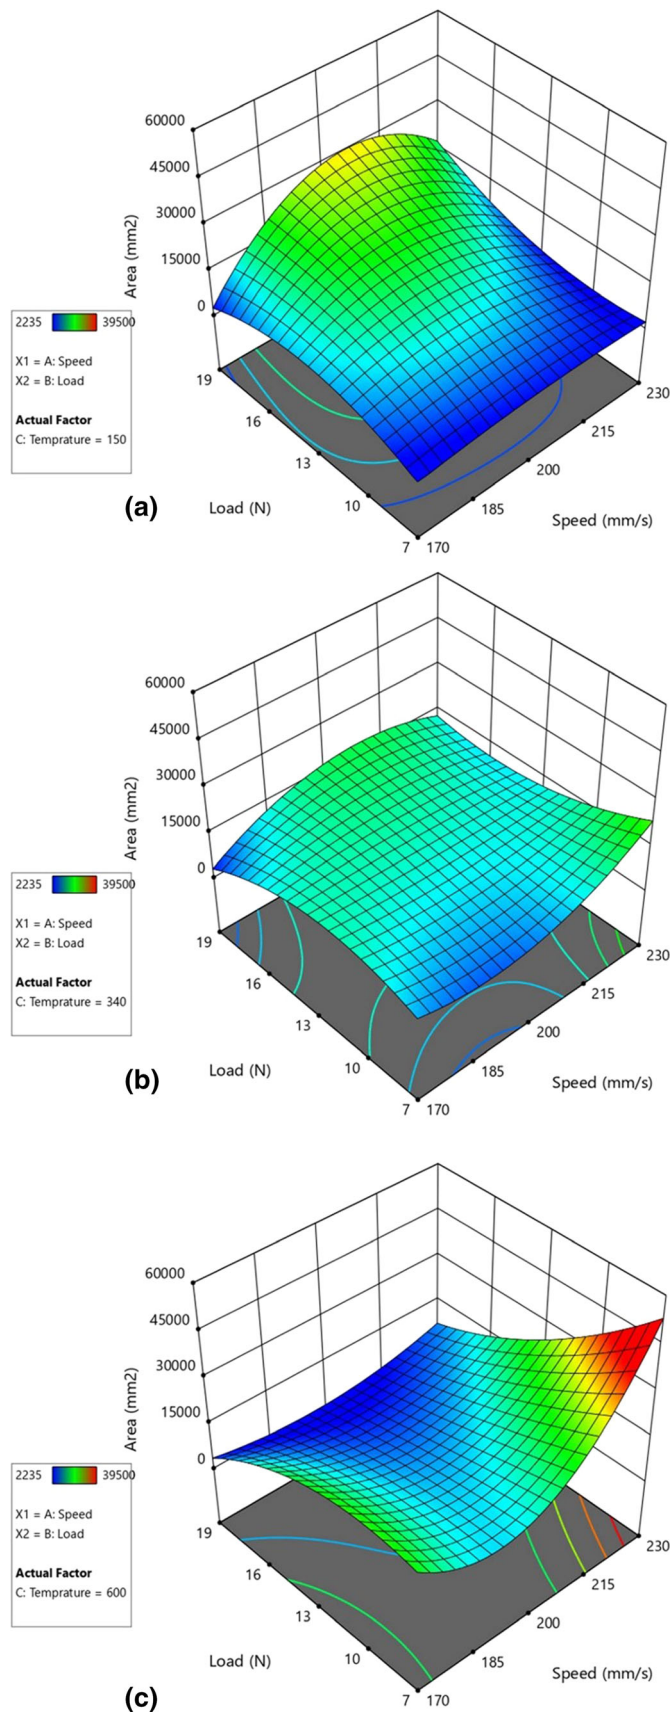 60000
45000
30000
15000
0
Area (mm2)
2235 39500
X1 = A: Speed
X2 = B: Load
Actual Factor
C: Temprature = 150
19
16
13
10
7
170
185
200
215
230
Load (N)
Speed (mm/s)
(a)
60000
45000
30000
15000
0
Area (mm2)
2235 39500
X1 = A: Speed
X2 = B: Load
Actual Factor
C: Temprature = 340
19
16
13
10
7
170
185
200
215
230
Load (N)
Speed (mm/s)
(b)
60000
45000
30000
15000
0
Area (mm2)
2235 39500
X1 = A: Speed
X2 = B: Load
Actual Factor
C: Temprature = 600
19
16
13
10
7
170
185
200
215
230
Load (N)
Speed (mm/s)
(c)